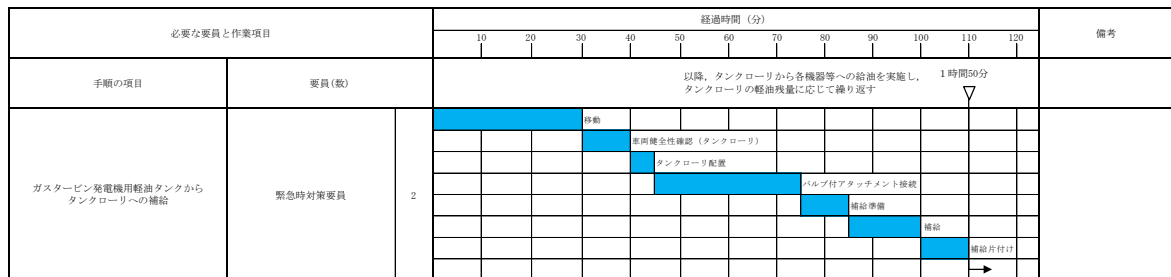 必要な要員と作業項目
経過時間（分）
備考
10 20 30 40 50 60 70 80 90 100 110 120
手順の項目
要員(数)
以降，タンクローリから各機器等への給油を実施し，
タンクローリの軽油残量に応じて繰り返す
１時間50分
ガスタービン発電機用軽油タンクから
タンクローリへの補給
緊急時対策要員
2
移動
車両健全性確認（タンクローリ）
タンクローリ配置
バルブ付アタッチメント接続
補給準備
補給
補給片付け